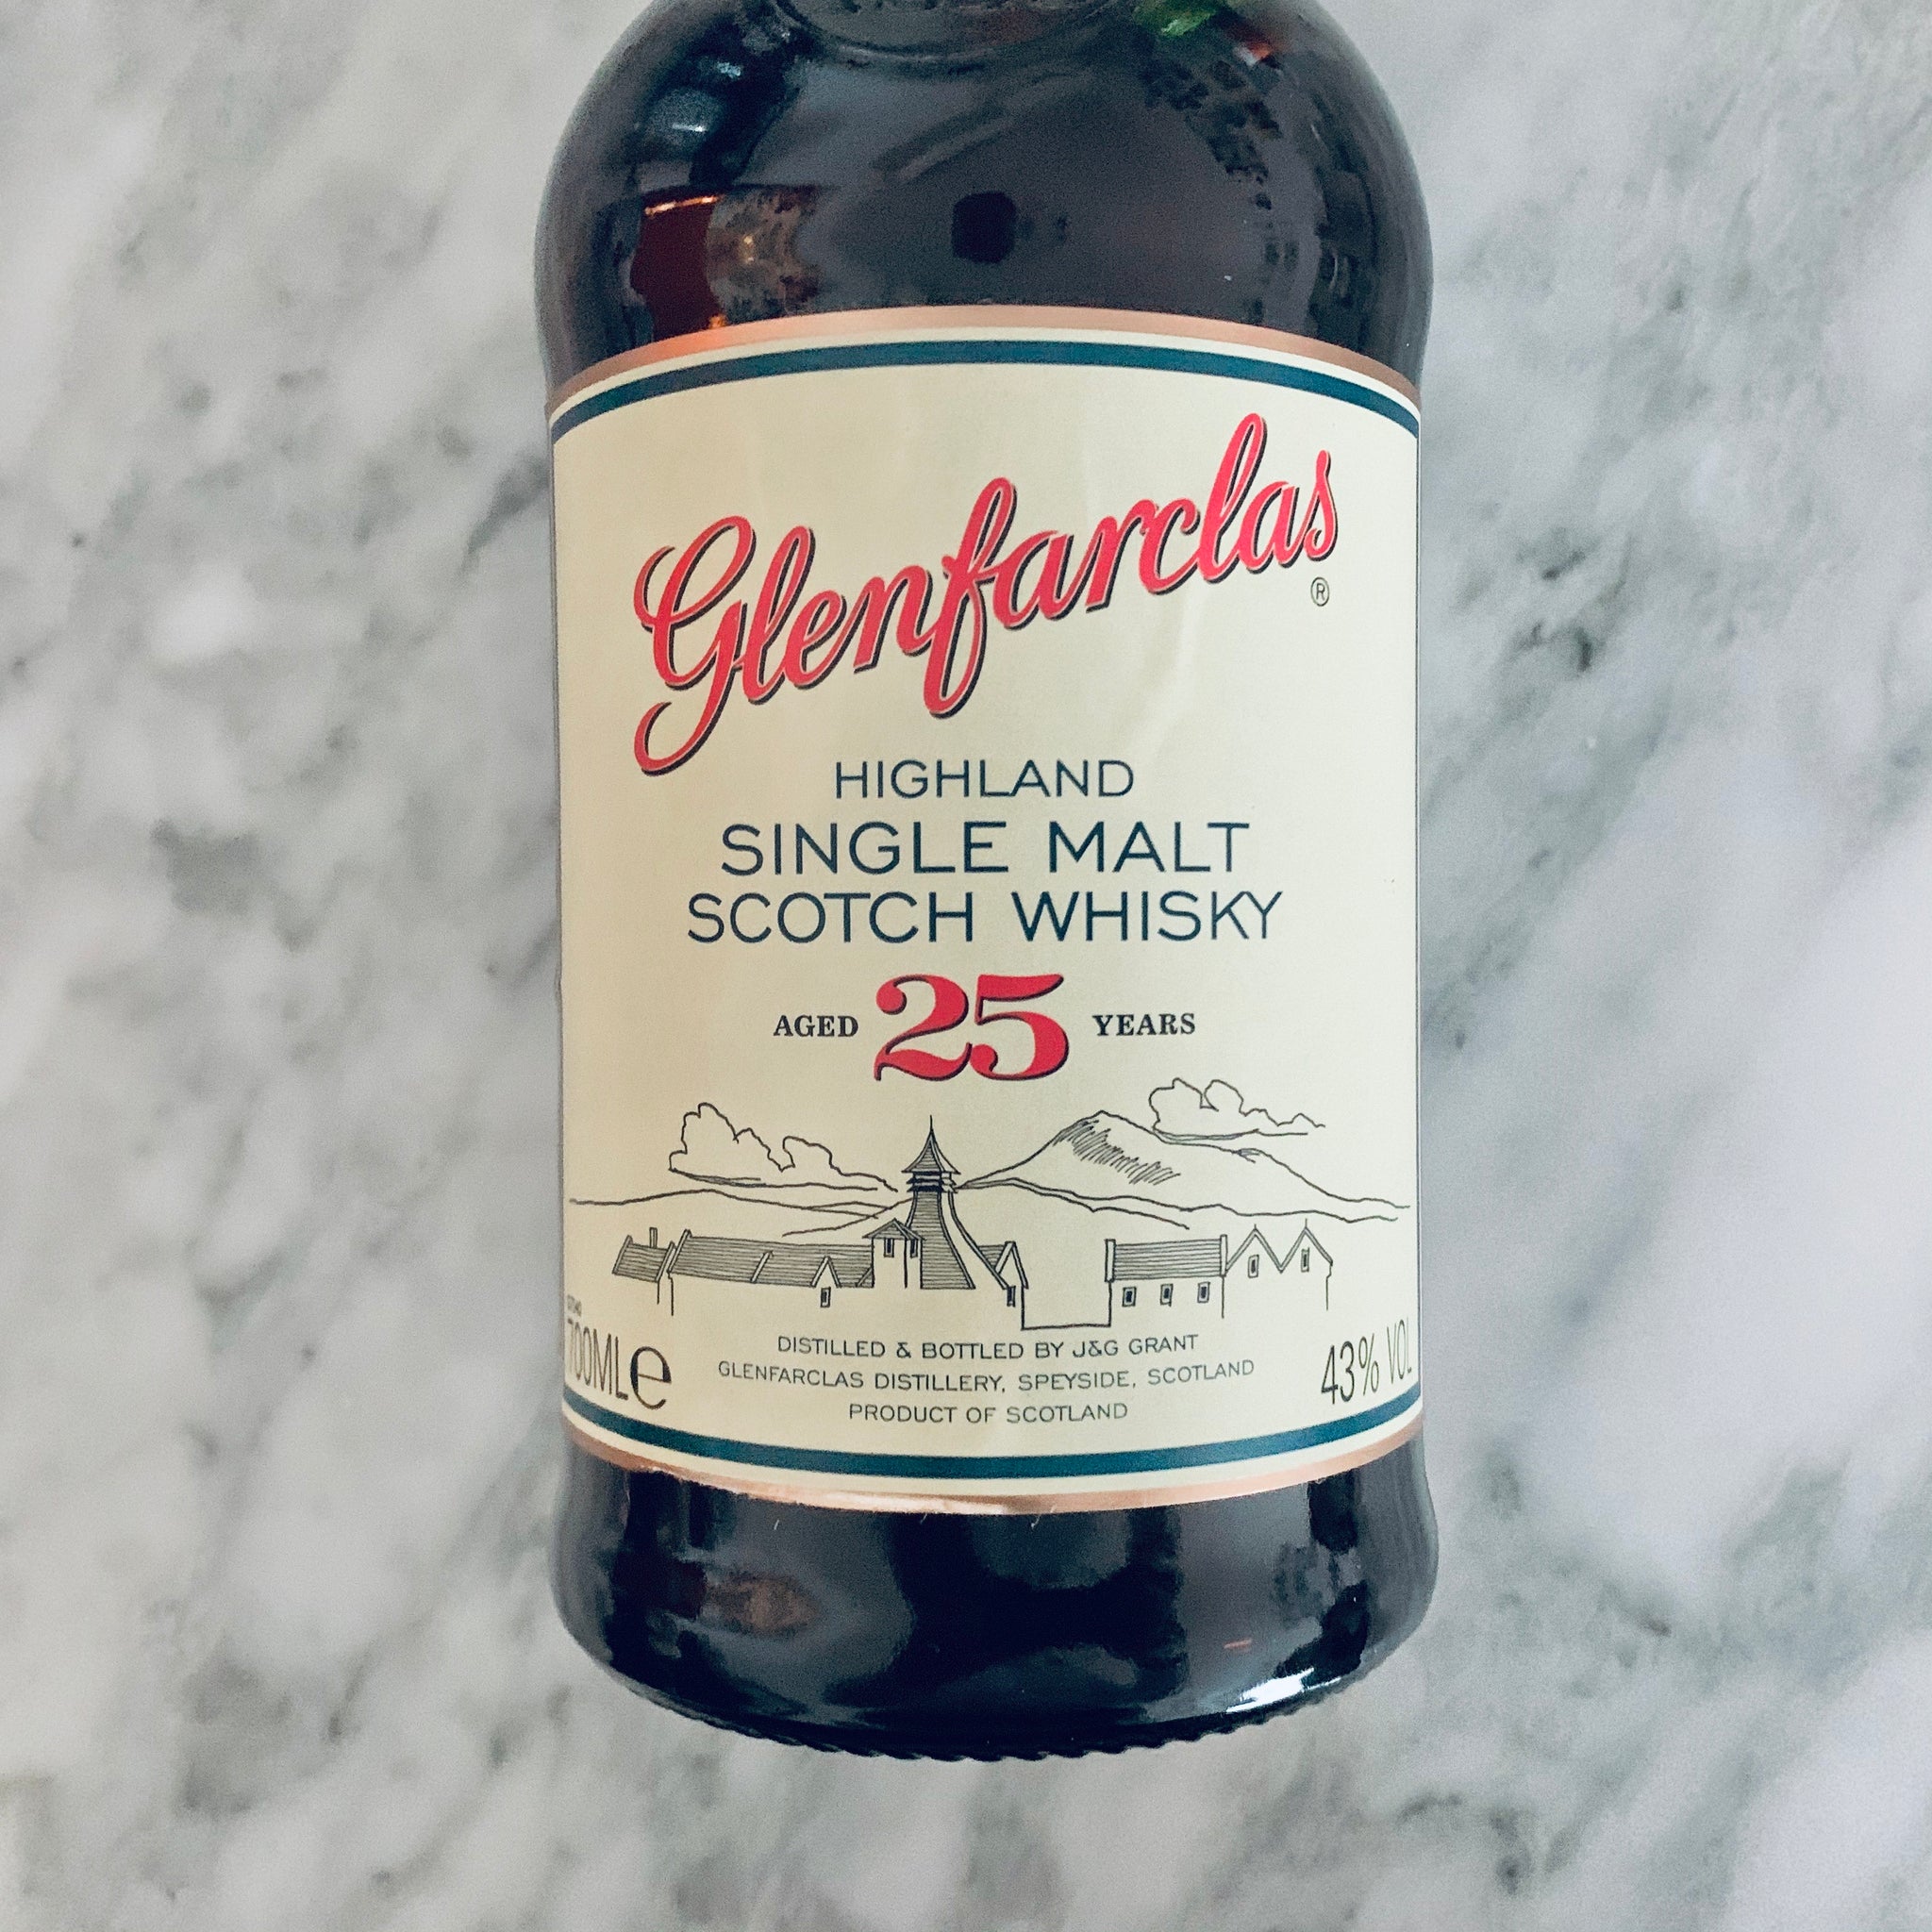 Glenfarclas
®
HIGHLAND
SINGLE MALT
SCOTCH WHISKY
AGED 25 YEARS
700MLe
DISTILLED & BOTTLED BY J&G GRANT
GLENFARCLAS DISTILLERY, SPEYSIDE, SCOTLAND
PRODUCT OF SCOTLAND
43% VOL